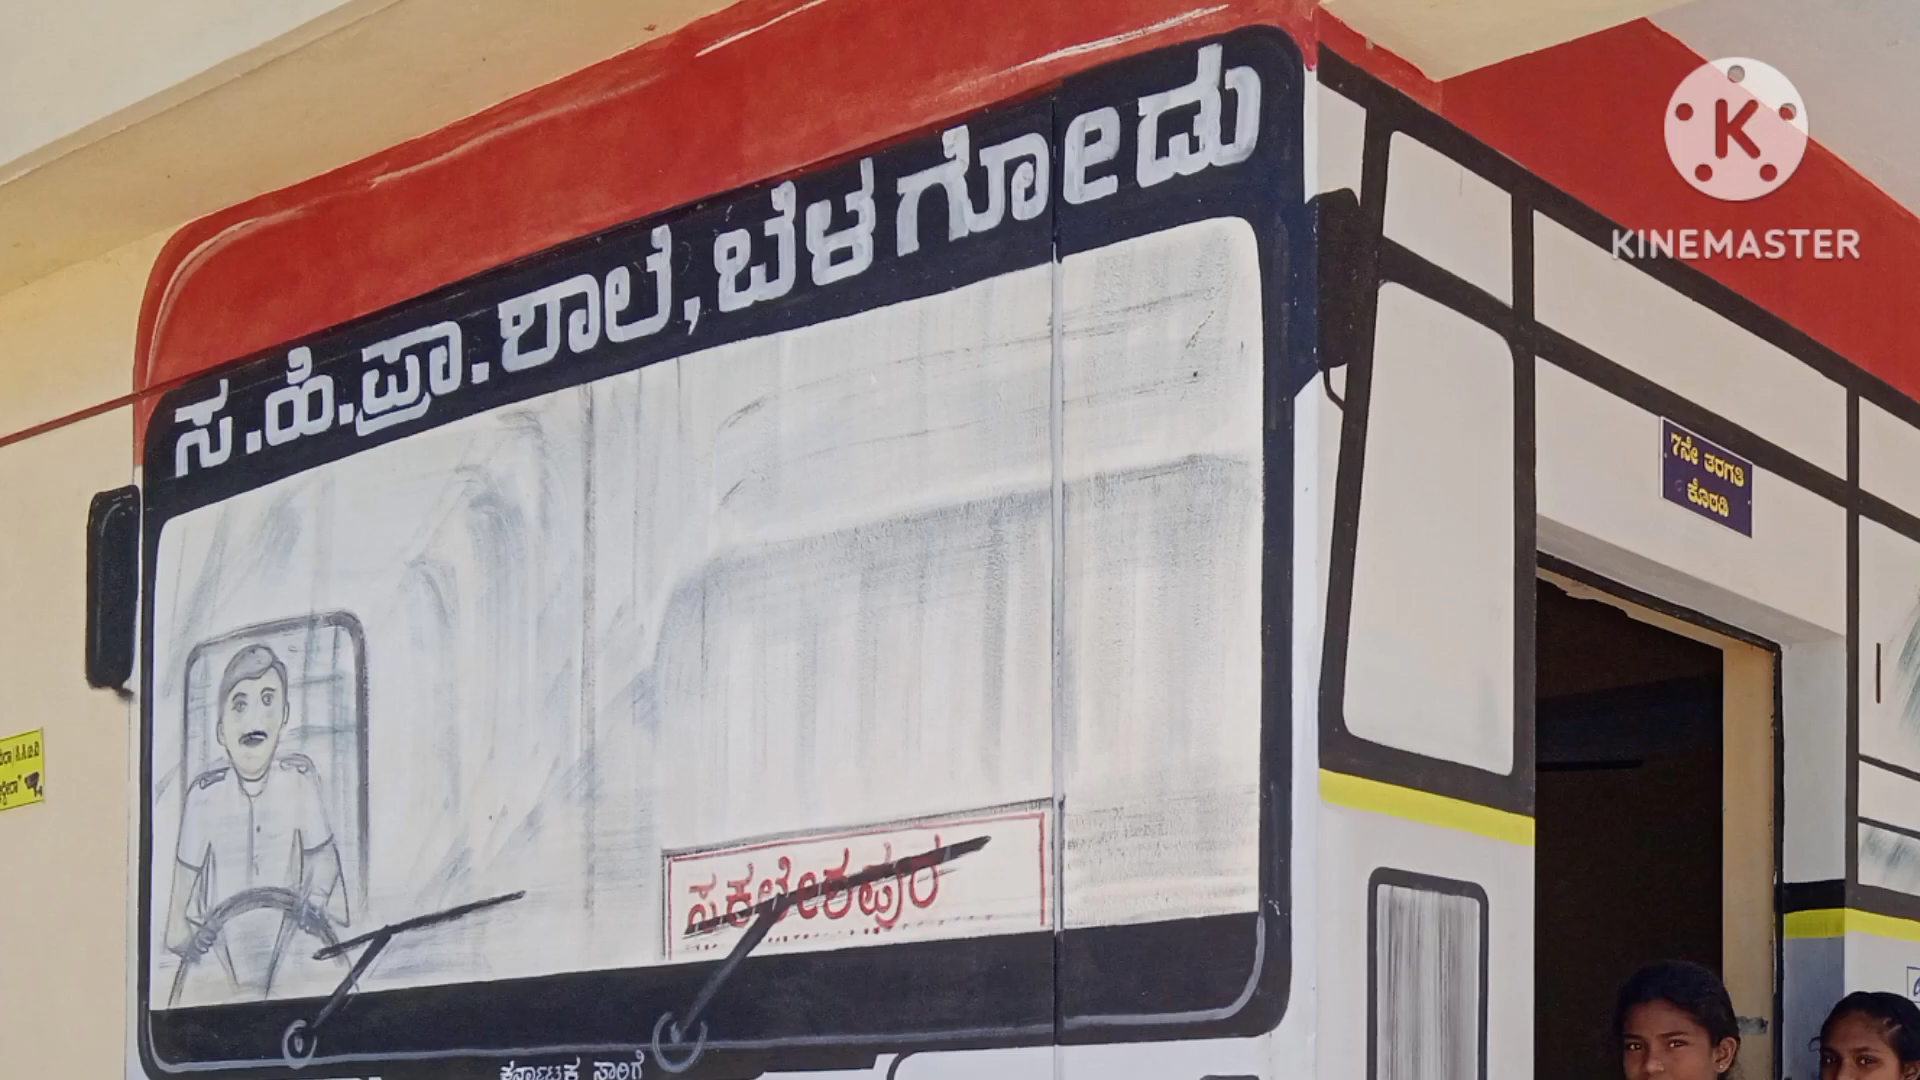 ಸ.ಹಿ.ಪ್ರಾ.ಶಾಲೆ, ಬೆಳಗೋಡು
KINEMASTER
7ನೇ ತರಗತಿ
ಕೊಠಡಿ
ಸಕಲೇಶಪುರ
ಕರ್ನಾಟಕ ಸಾರಿಗೆ